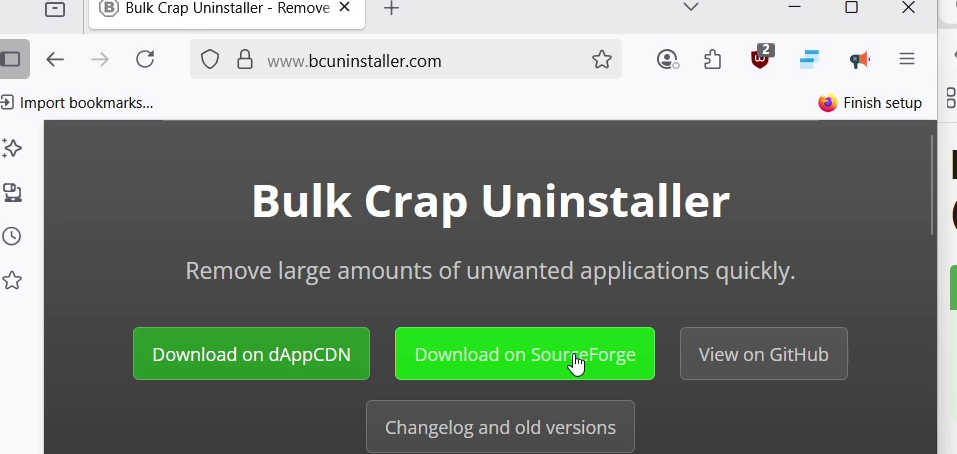 Bulk Crap Uninstaller - Remove
www.bcuninstaller.com
2
Import bookmarks...
Finish setup
Bulk Crap Uninstaller
Remove large amounts of unwanted applications quickly.
Download on dAppCDN
Download on SourceForge
View on GitHub
Changelog and old versions